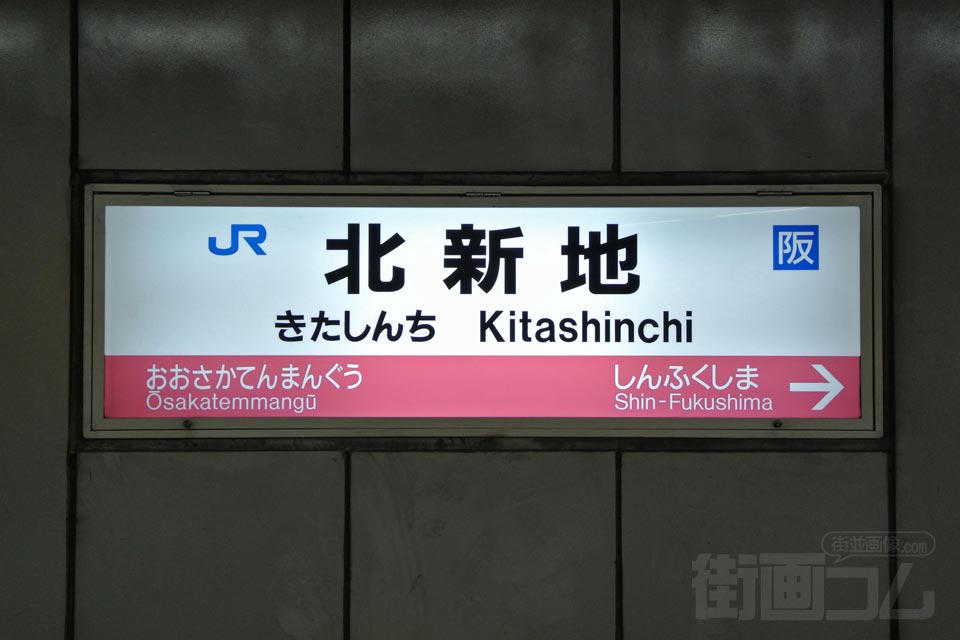 JR 北新地 阪
きたしんち Kitashinchi
おおさかてんまんぐう しんふくしま →
Ōsakatemmangū Shin-Fukushima
街並画像.com
街画コム